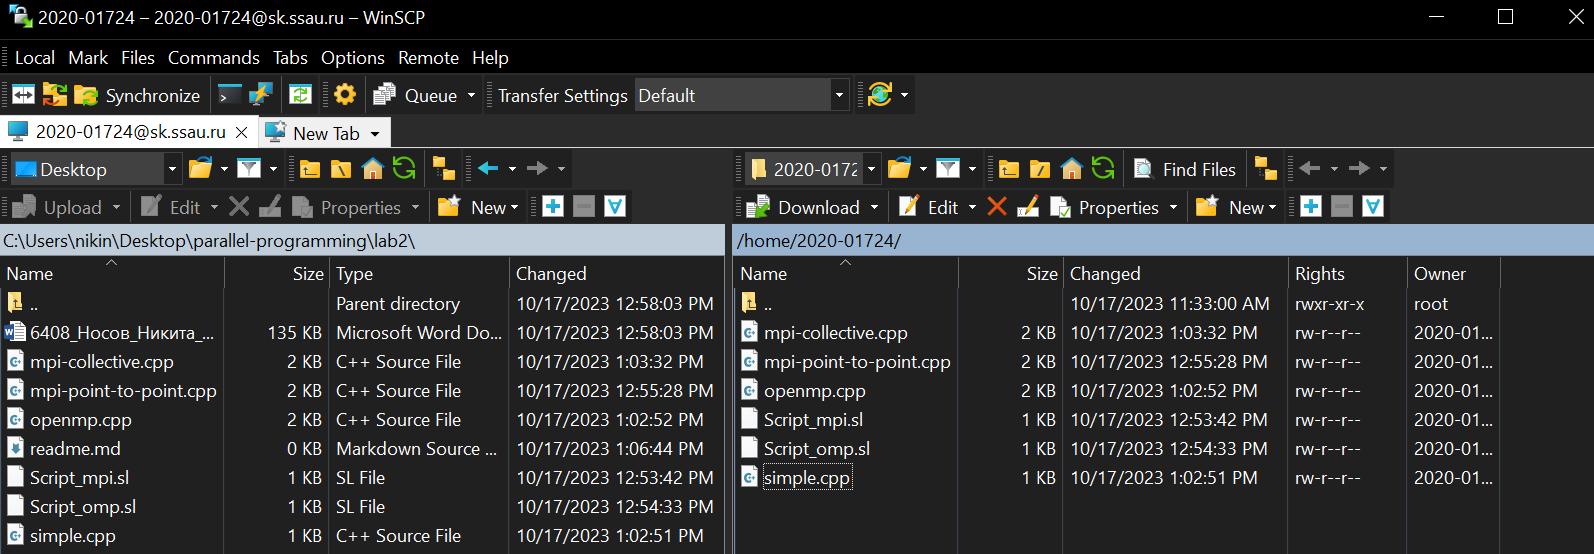 2020-01724 – 2020-01724@sk.ssau.ru – WinSCP
Local Mark Files Commands Tabs Options Remote Help
Synchronize Queue Transfer Settings Default
2020-01724@sk.ssau.ru New Tab
Desktop
Upload Edit Properties New
C:\Users\nikin\Desktop\parallel-programming\lab2\
Name Size Type Changed
.. Parent directory 10/17/2023 12:58:03 PM
6408_Носов_Никита_... 135 KB Microsoft Word Do... 10/17/2023 12:58:03 PM
mpi-collective.cpp 2 KB C++ Source File 10/17/2023 1:03:32 PM
mpi-point-to-point.cpp 2 KB C++ Source File 10/17/2023 12:55:28 PM
openmp.cpp 2 KB C++ Source File 10/17/2023 1:02:52 PM
readme.md 0 KB Markdown Source ... 10/17/2023 1:06:44 PM
Script_mpi.sl 1 KB SL File 10/17/2023 12:53:42 PM
Script_omp.sl 1 KB SL File 10/17/2023 12:54:33 PM
simple.cpp 1 KB C++ Source File 10/17/2023 1:02:51 PM
2020-0172 Find Files
Download Edit Properties New
/home/2020-01724/
Name Size Changed Rights Owner
.. 10/17/2023 11:33:00 AM rwxr-xr-x root
mpi-collective.cpp 2 KB 10/17/2023 1:03:32 PM rw-r--r-- 2020-01...
mpi-point-to-point.cpp 2 KB 10/17/2023 12:55:28 PM rw-r--r-- 2020-01...
openmp.cpp 2 KB 10/17/2023 1:02:52 PM rw-r--r-- 2020-01...
Script_mpi.sl 1 KB 10/17/2023 12:53:42 PM rw-r--r-- 2020-01...
Script_omp.sl 1 KB 10/17/2023 12:54:33 PM rw-r--r-- 2020-01...
simple.cpp 1 KB 10/17/2023 1:02:51 PM rw-r--r-- 2020-01...